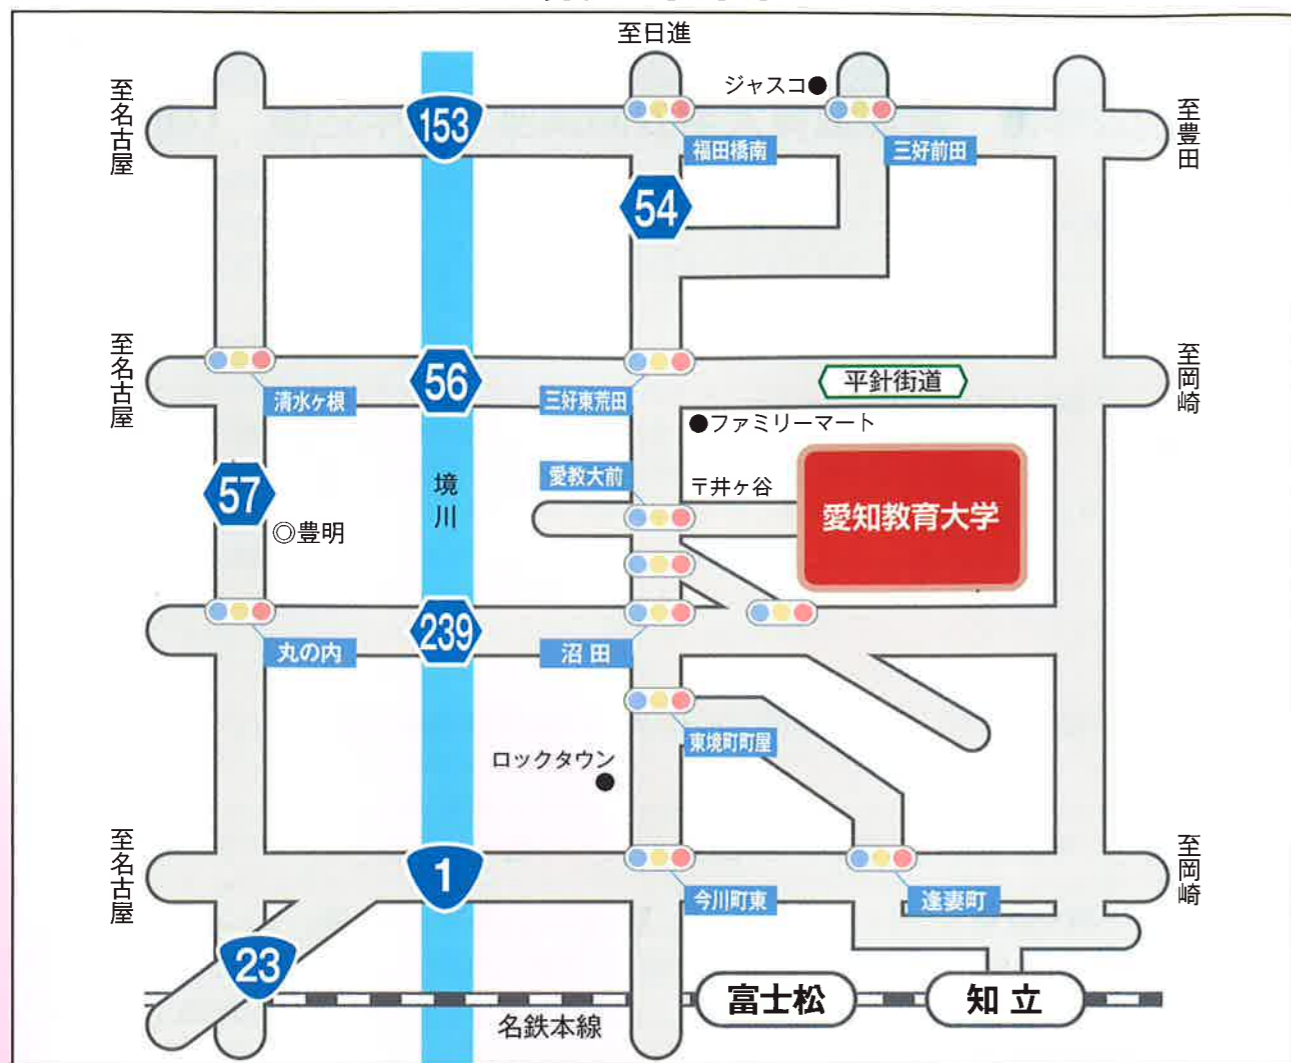 至日進
ジャスコ●
至名古屋
153
至豊田
福田橋南
三好前田
54
至名古屋
56
平針街道
至岡崎
清水ヶ根
三好東荒田
●ファミリーマート
愛教大前
〒井ヶ谷
57
境川
愛知教育大学
◎豊明
239
丸の内
沼田
東境町町屋
ロックタウン
●
至名古屋
1
至岡崎
今川町東
逢妻町
23
富士松
知立
名鉄本線